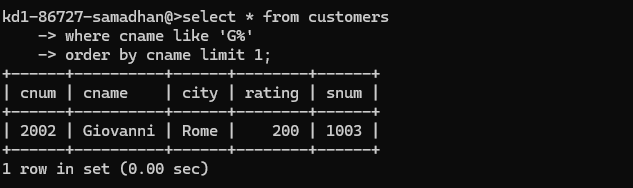 kd1-86727-samadhan@>select * from customers
    -> where cname like 'G%'
    -> order by cname limit 1;
+------+----------+------+--------+------+
| cnum | cname    | city | rating | snum |
+------+----------+------+--------+------+
| 2002 | Giovanni | Rome |    200 | 1003 |
+------+----------+------+--------+------+
1 row in set (0.00 sec)